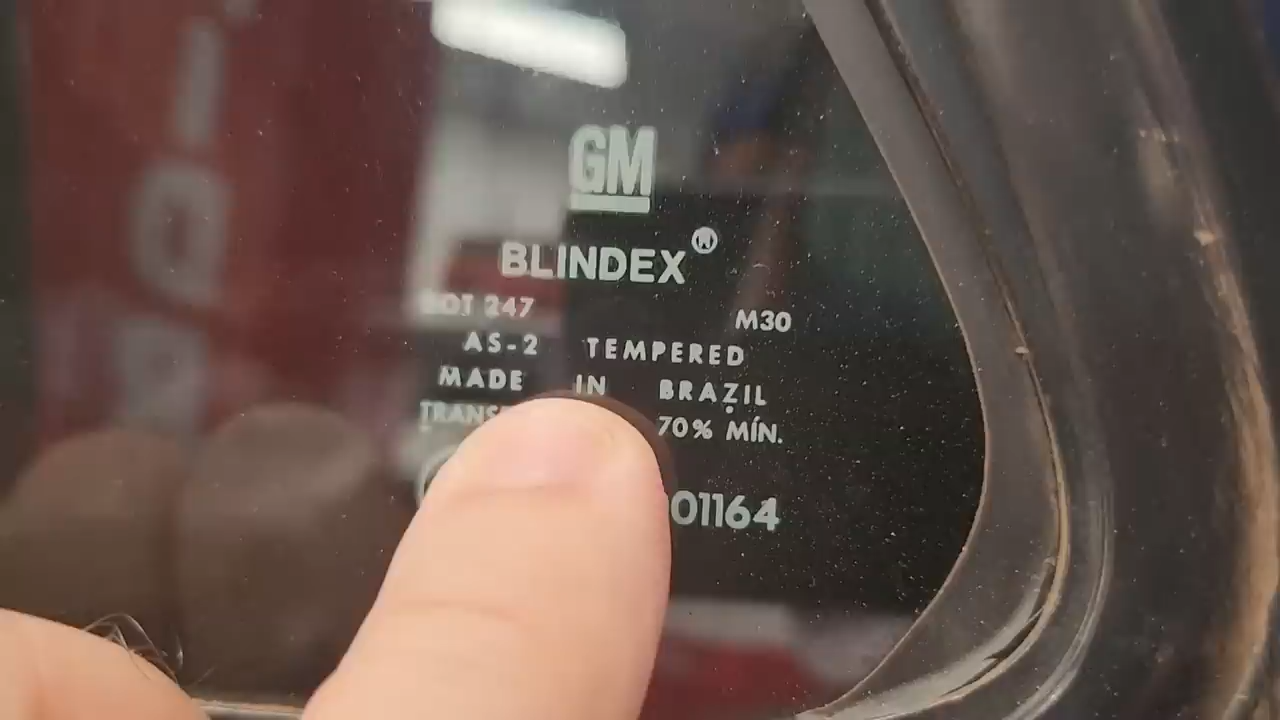 GM
BLINDEX®
DOT 247 M30
AS-2 TEMPERED
MADE IN BRAZIL
70% MÍN.
01164